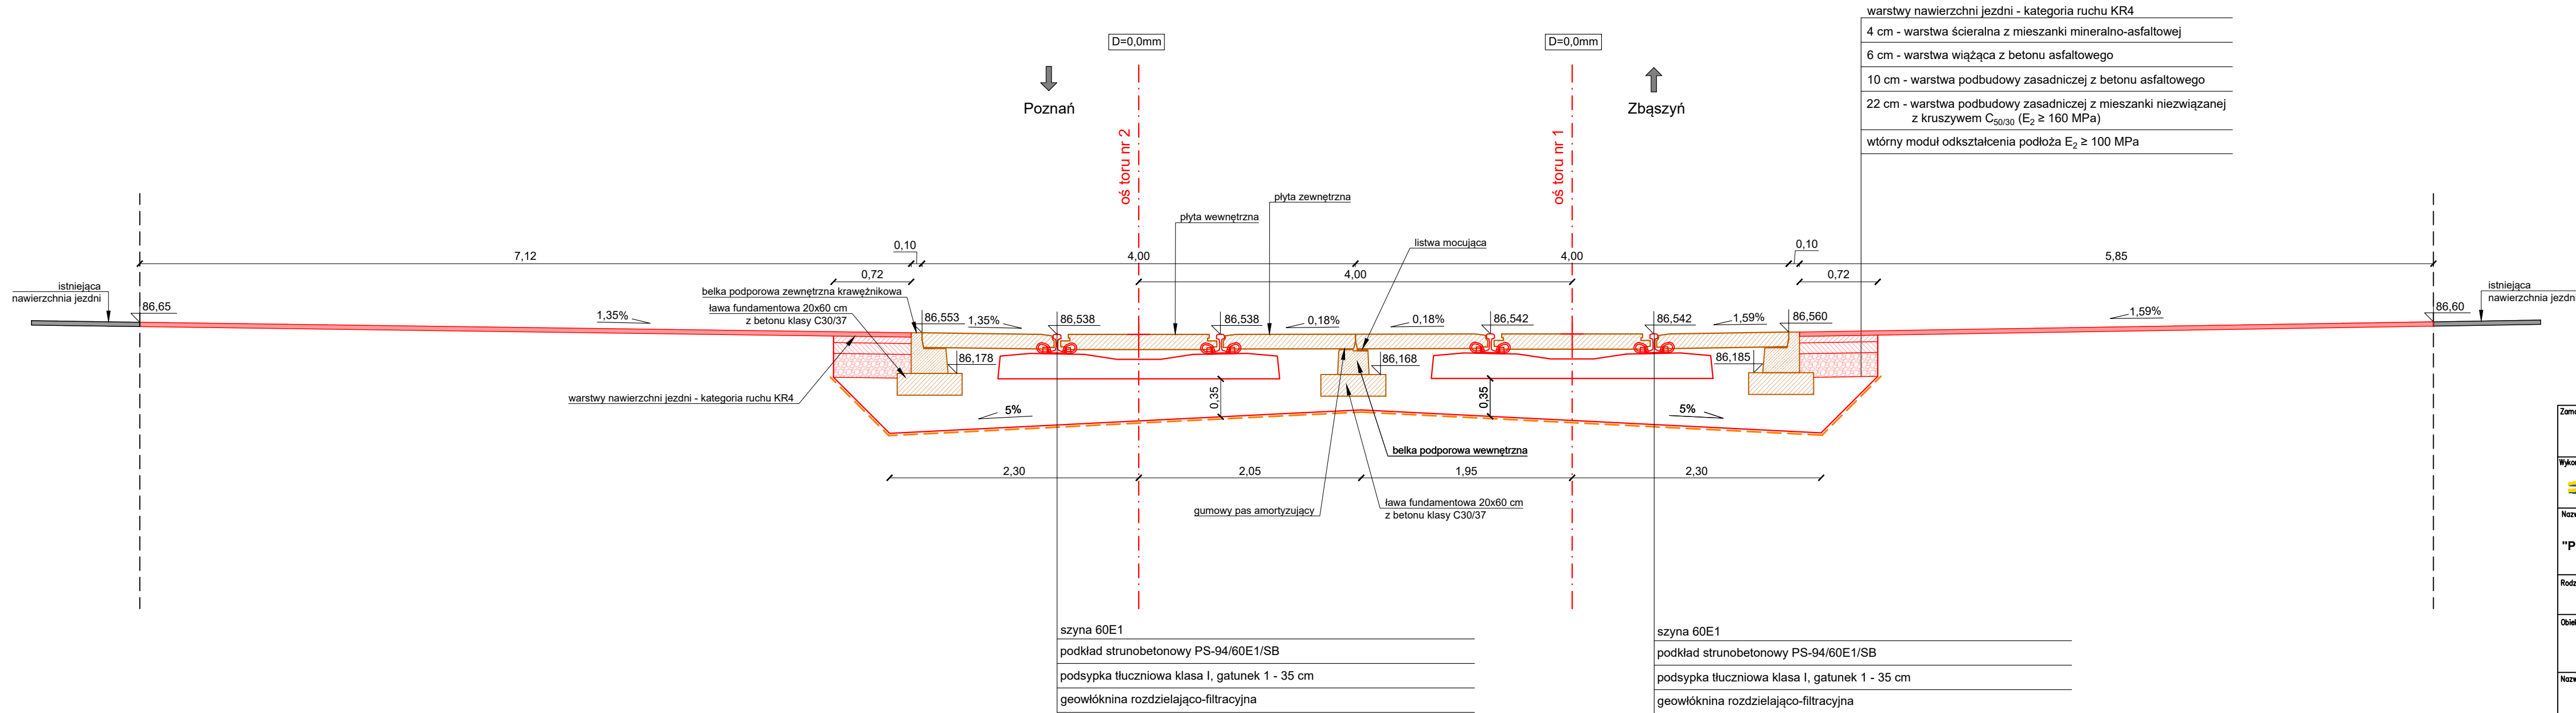 warstwy nawierzchni jezdni - kategoria ruchu KR4
4 cm - warstwa ścieralna z mieszanki mineralno-asfaltowej
6 cm - warstwa wiążąca z betonu asfaltowego
10 cm - warstwa podbudowy zasadniczej z betonu asfaltowego
22 cm - warstwa podbudowy zasadniczej z mieszanki niezwiązanej
z kruszywem C50/30 (E2 ≥ 160 MPa)
wtórny moduł odkształcenia podłoża E2 ≥ 100 MPa
D=0,0mm
D=0,0mm
Poznań
Zbąszyń
oś toru nr 2
oś toru nr 1
płyta zewnętrzna
płyta wewnętrzna
listwa mocująca
7,12
0,10
4,00
4,00
0,10
5,85
0,72
4,00
0,72
istniejąca
nawierzchnia jezdni
86,65
belka podporowa zewnętrzna krawężnikowa
ława fundamentowa 20x60 cm
z betonu klasy C30/37
1,35%
86,553
1,35%
86,538
86,538
0,18%
0,18%
86,542
86,542
1,59%
86,560
1,59%
86,60
istniejąca
nawierzchnia jezdni
86,178
86,168
86,185
warstwy nawierzchni jezdni - kategoria ruchu KR4
5%
0,35
0,35
5%
belka podporowa wewnętrzna
2,30
2,05
1,95
2,30
gumowy pas amortyzujący
ława fundamentowa 20x60 cm
z betonu klasy C30/37
szyna 60E1
podkład strunobetonowy PS-94/60E1/SB
podsypka tłuczniowa klasa I, gatunek 1 - 35 cm
geowłóknina rozdzielająco-filtracyjna
szyna 60E1
podkład strunobetonowy PS-94/60E1/SB
podsypka tłuczniowa klasa I, gatunek 1 - 35 cm
geowłóknina rozdzielająco-filtracyjna
"P